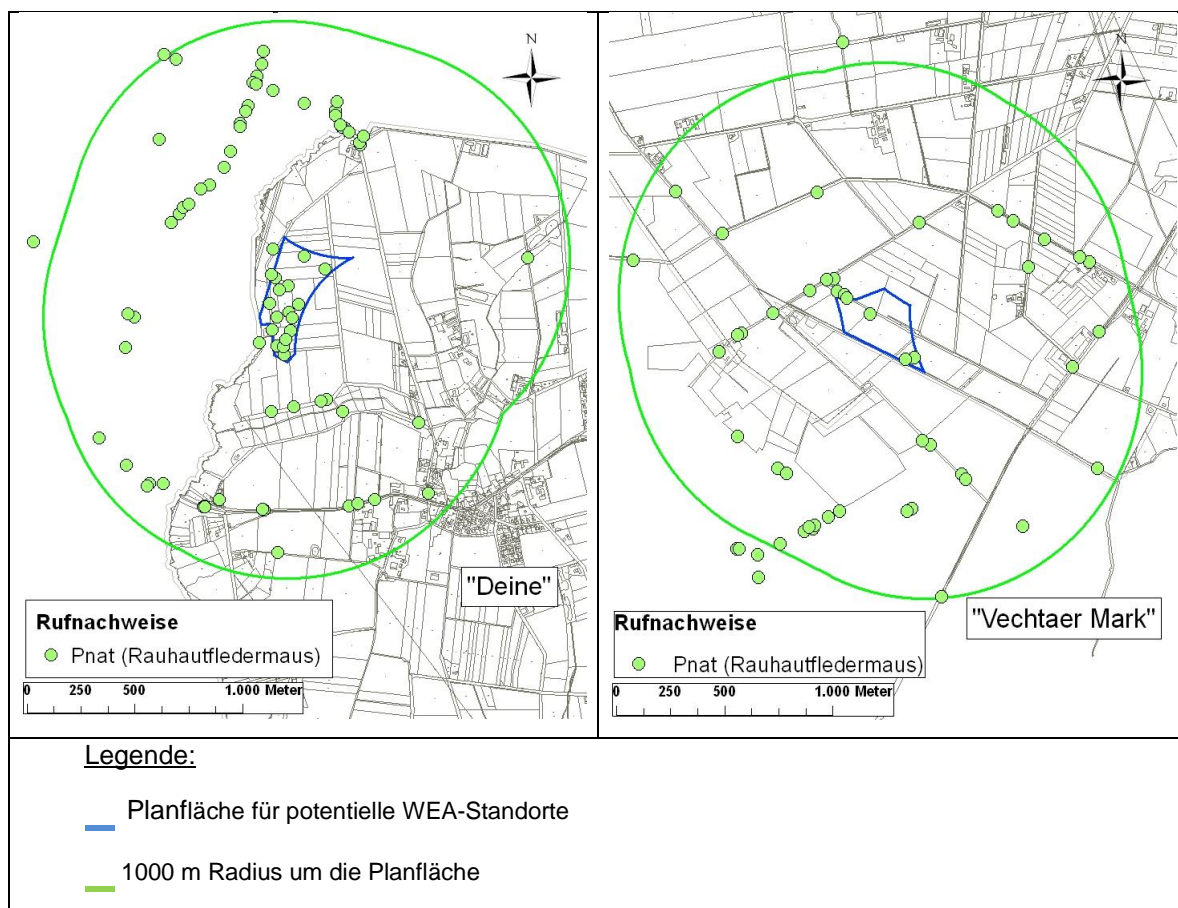 N
"Deine"
Rufnachweise
Pnat (Rauhautfledermaus)
0 250 500 1.000 Meter
N
"Vechtaer Mark"
Rufnachweise
Pnat (Rauhautfledermaus)
0 250 500 1.000 Meter
Legende:
Planfläche für potentielle WEA-Standorte
1000 m Radius um die Planfläche